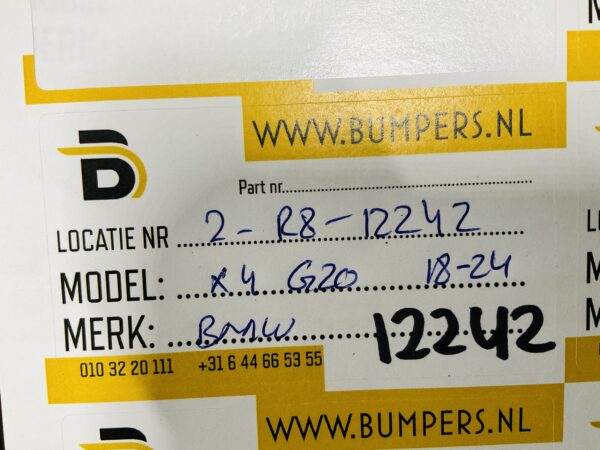 WWW.BUMPERS.NL
B
Part nr.
LOCATIE NR 2 - R8 - 12242
MODEL: X4 G20 18-24
MERK: BMW 12242
010 32 20 111 +31 6 44 66 53 55
WWW.BUMPERS.NL